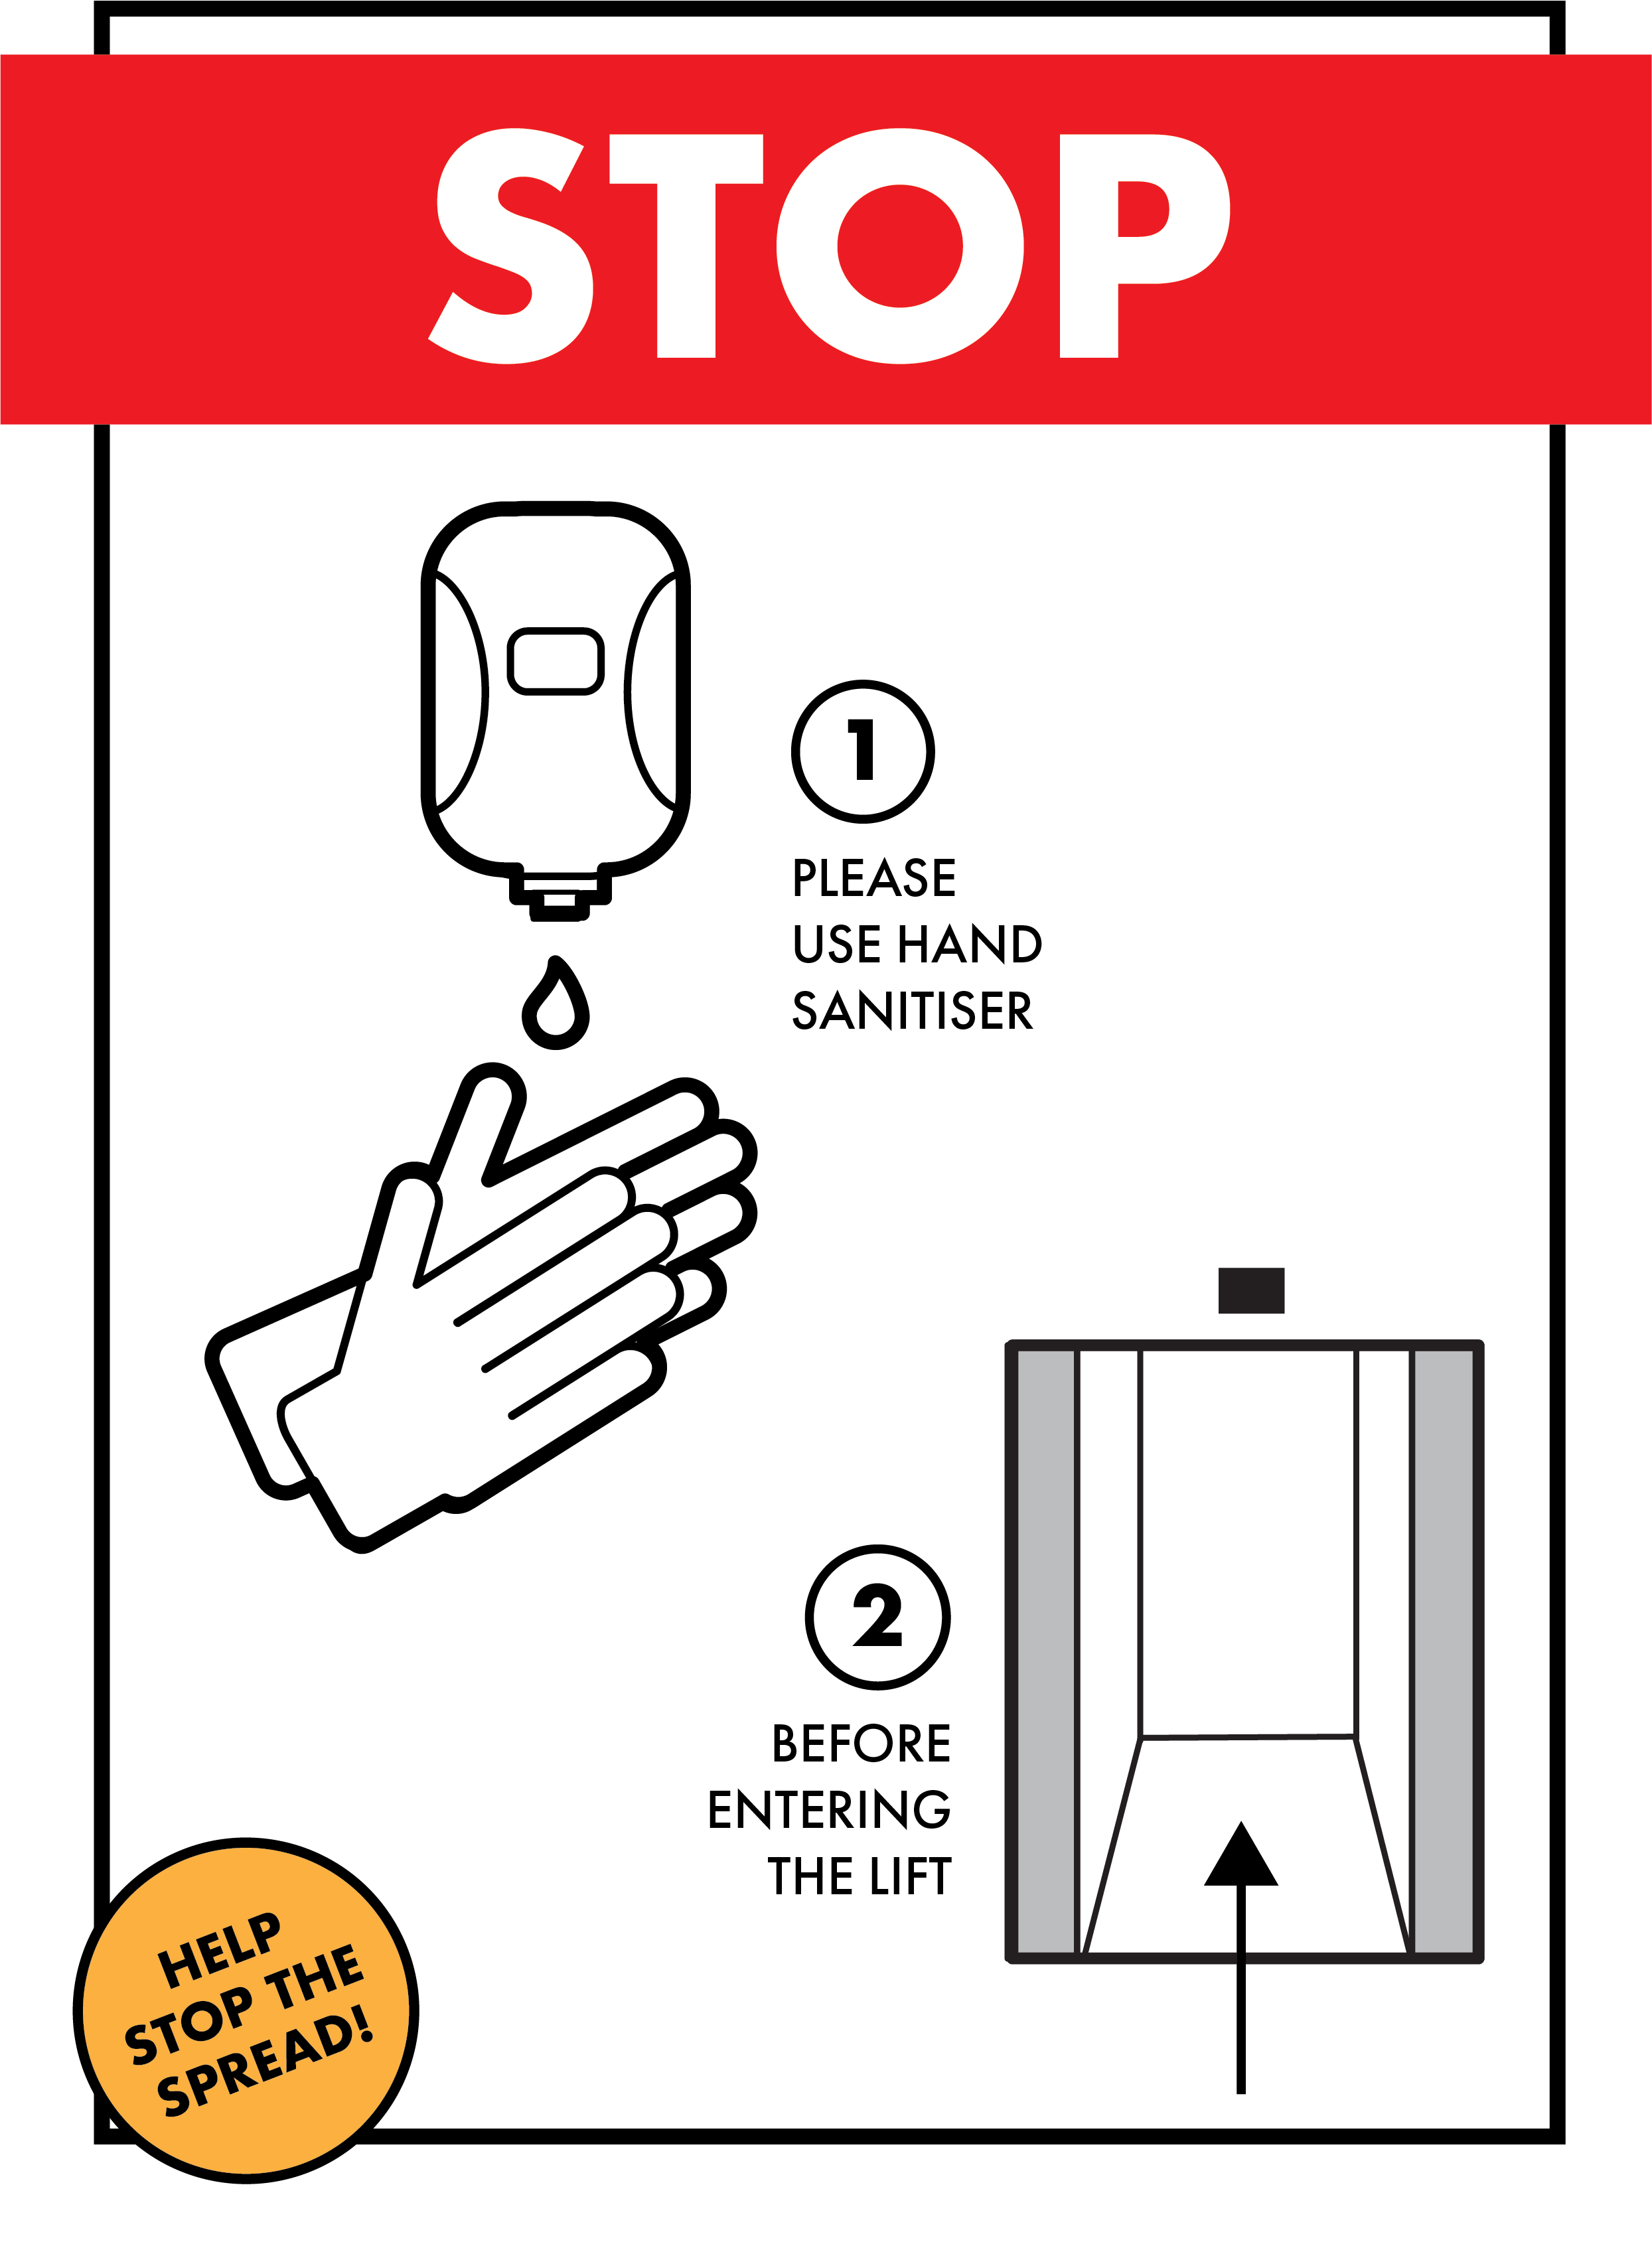 STOP
1
PLEASE
USE HAND
SANITISER
2
BEFORE
ENTERING
THE LIFT
HELP
STOP THE
SPREAD!